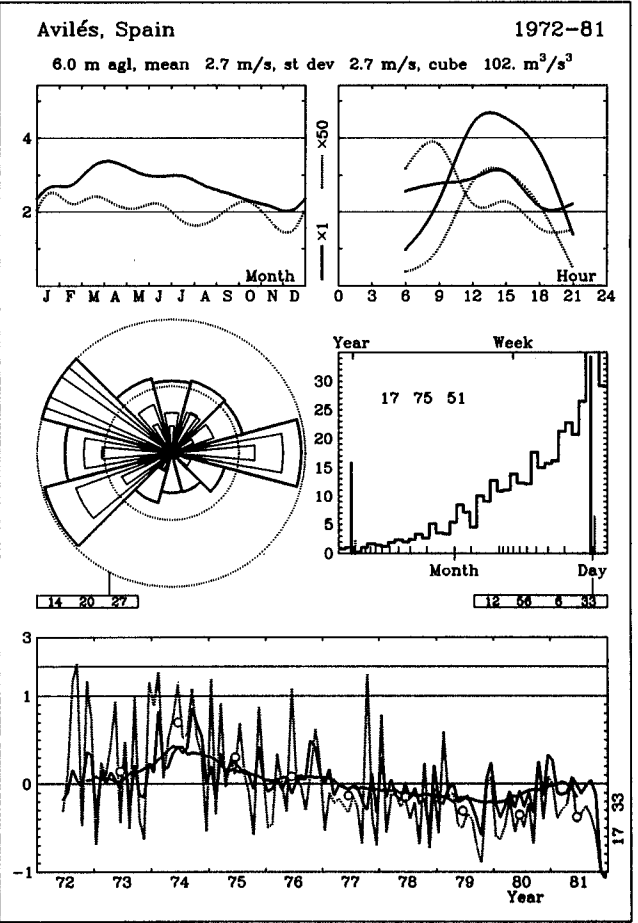 Avilés, Spain 1972-81
6.0 m agl, mean 2.7 m/s, st dev 2.7 m/s, cube 102. m³/s³
4
2
×50
×1
Month
J F M A M J J A S O N D
Hour
0 3 6 9 12 15 18 21 24
Year Week
30
25
20
15
10
5
0
17 75 51
Month Day
14 20 27
12 56 6 33
3
1
0
-1
17 33
72 73 74 75 76 77 78 79 80 81
Year